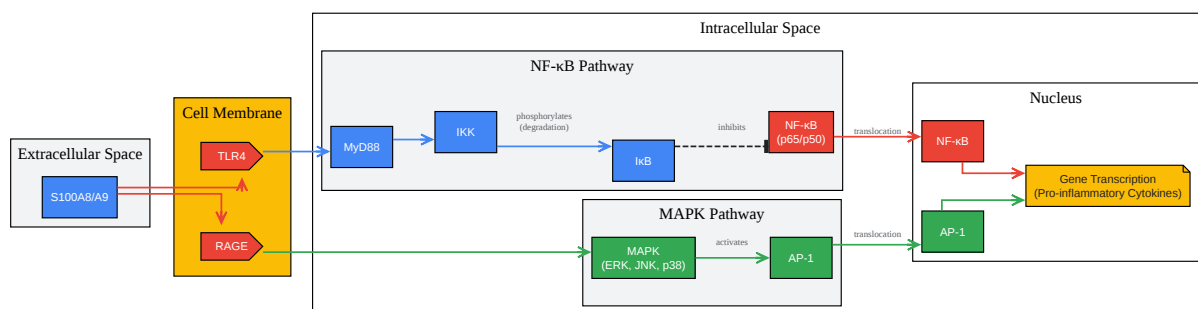 Intracellular Space
NF-κB Pathway
Nucleus
Cell Membrane
Extracellular Space
S100A8/A9
TLR4
RAGE
MyD88
IKK
phosphorylates
(degradation)
IκB
inhibits
NF-κB
(p65/p50)
translocation
NF-κB
Gene Transcription
(Pro-inflammatory Cytokines)
MAPK Pathway
MAPK
(ERK, JNK, p38)
activates
AP-1
translocation
AP-1